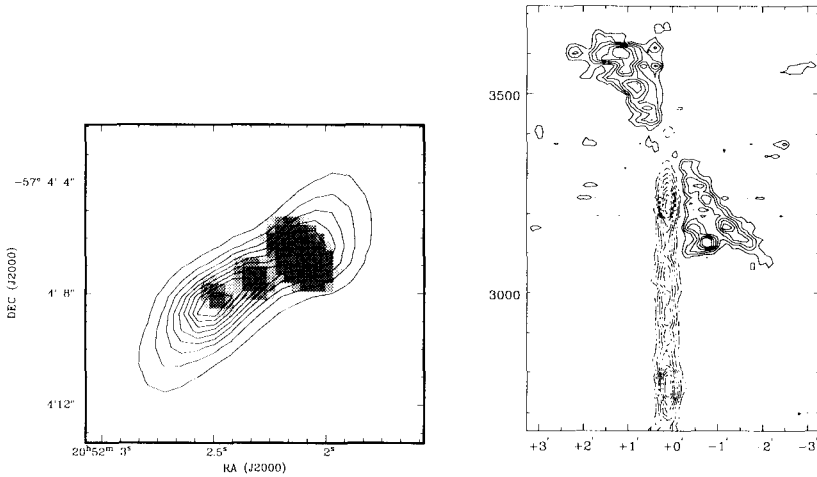 −57° 4′ 4″
4′ 8″
4′12″
DEC (J2000)
20ʰ52ᵐ 3ˢ
2.5ˢ
2ˢ
RA (J2000)
3500
3000
+3′
+2′
+1′
+0′
-1′
-2′
-3′